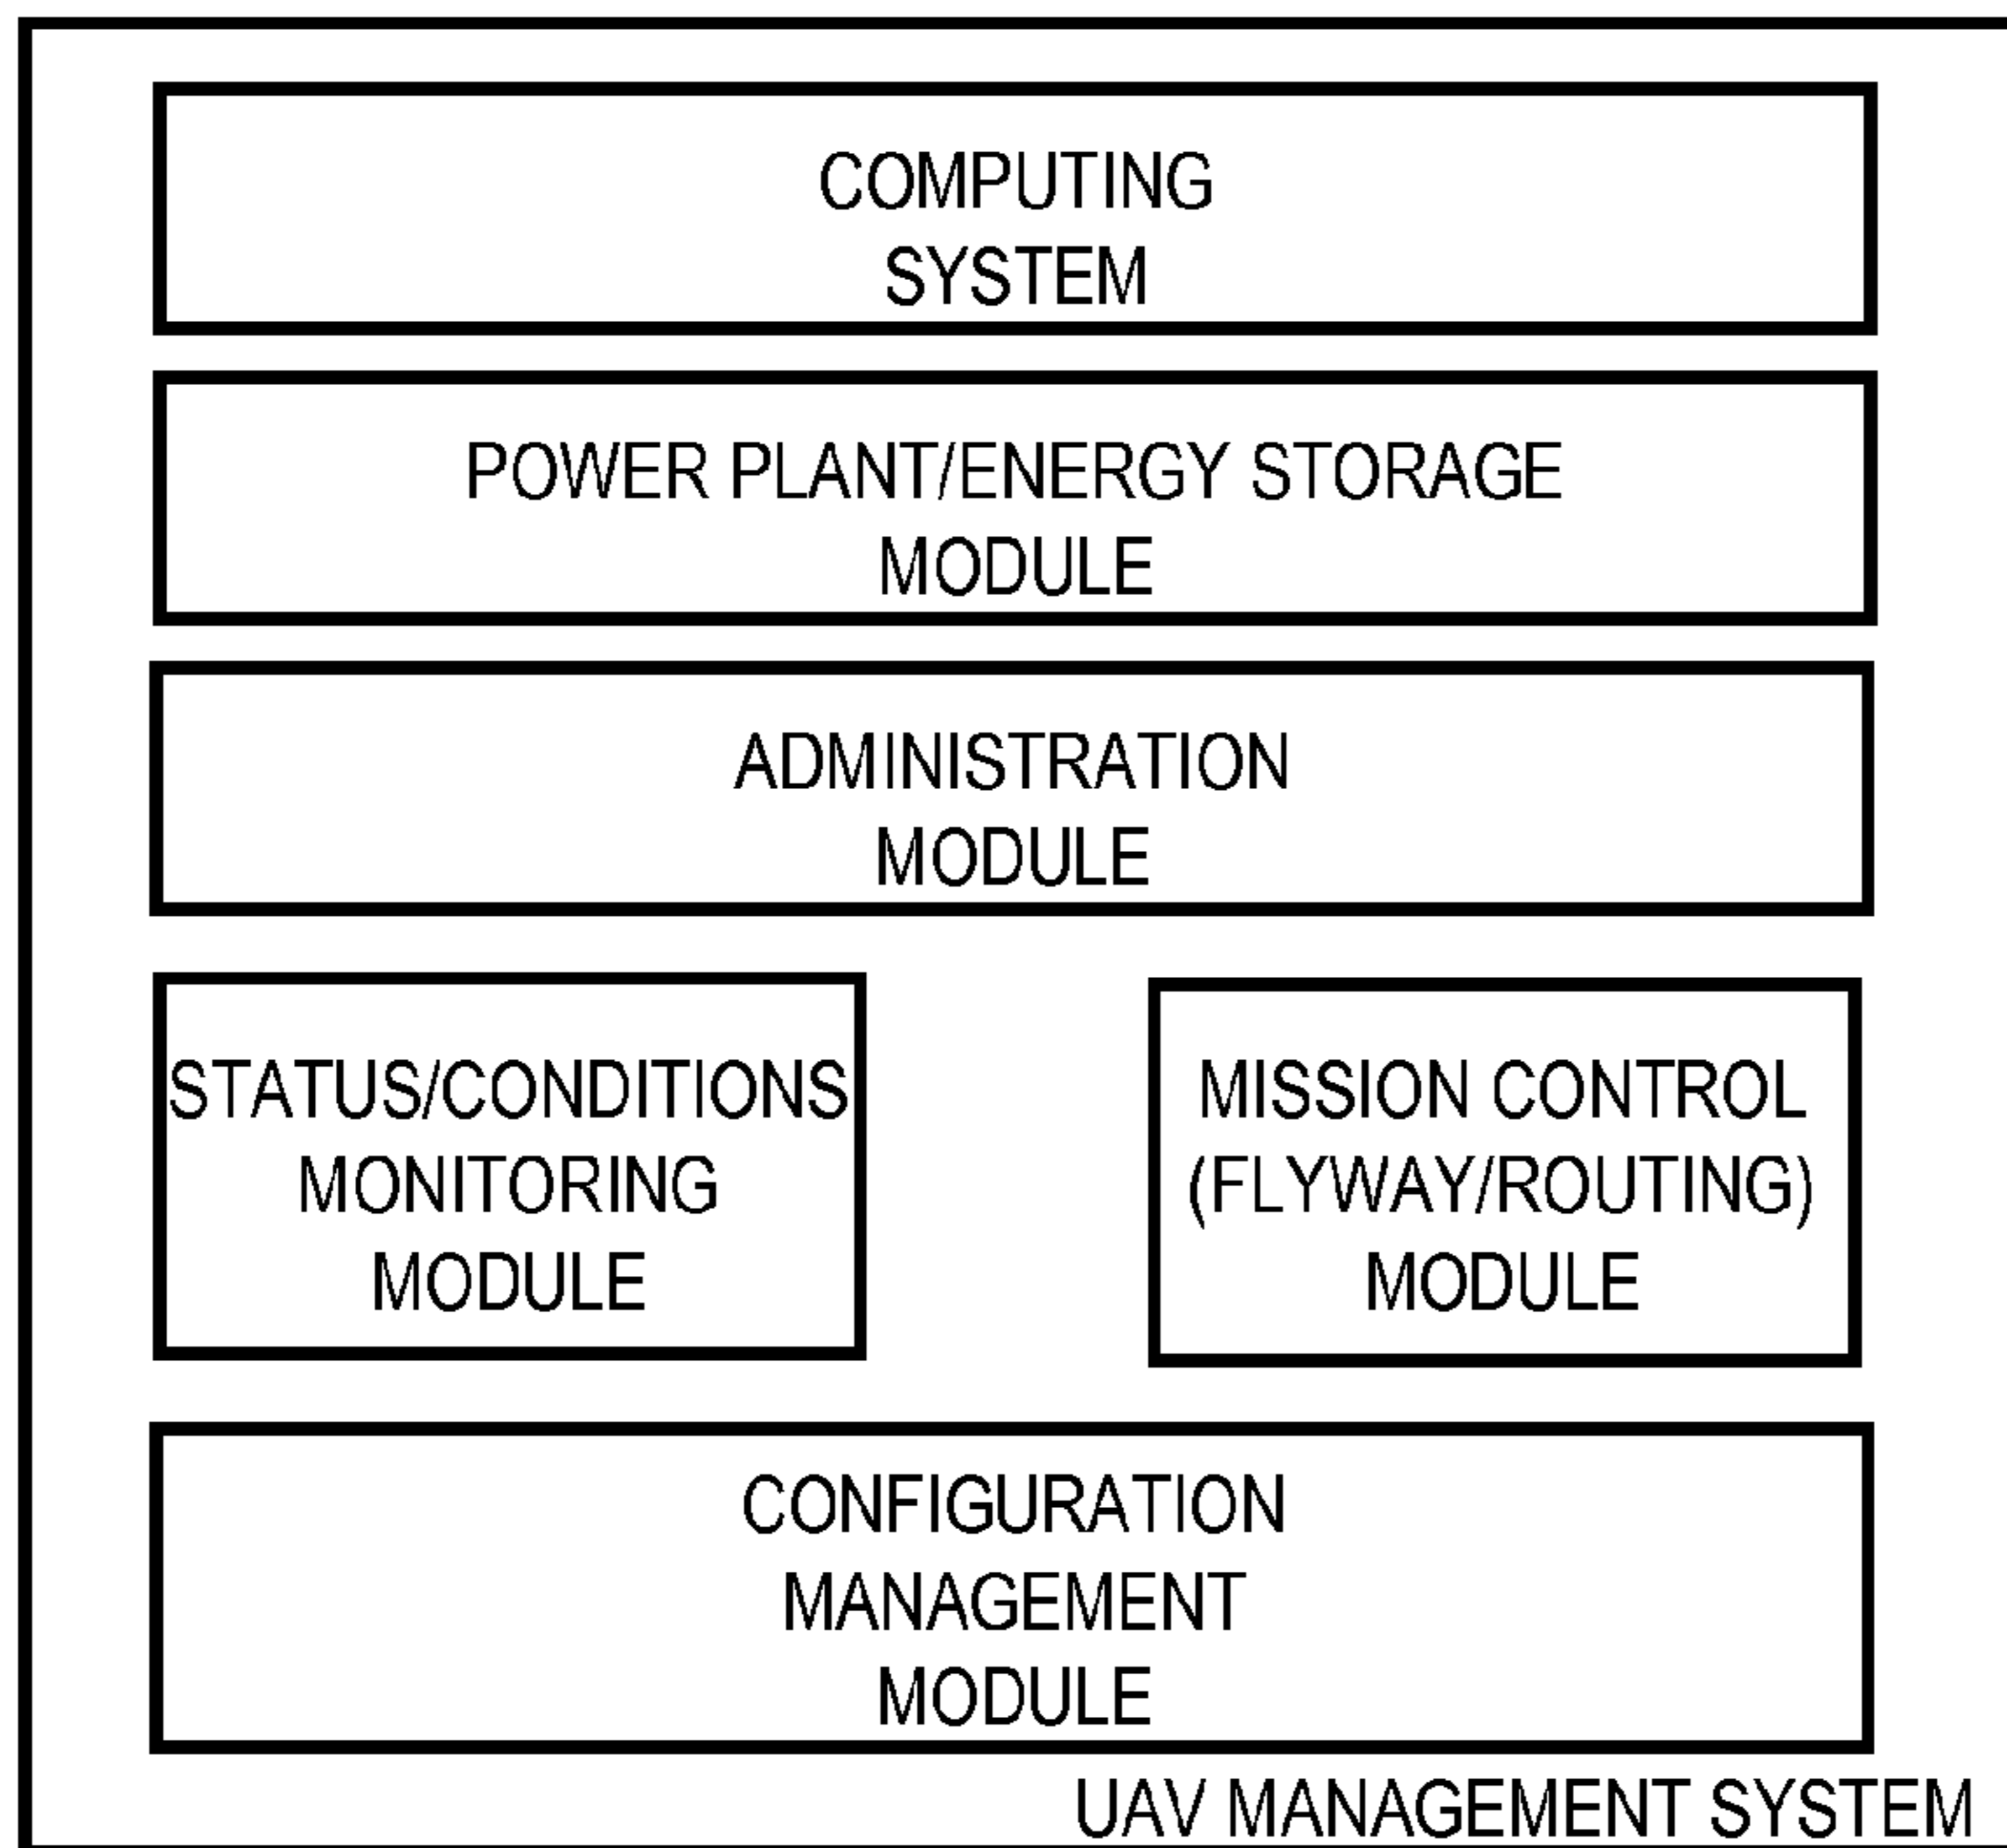 COMPUTING
SYSTEM
POWER PLANT/ENERGY STORAGE
MODULE
ADMINISTRATION
MODULE
STATUS/CONDITIONS
MONITORING
MODULE
MISSION CONTROL
(FLYWAY/ROUTING)
MODULE
CONFIGURATION
MANAGEMENT
MODULE
UAV MANAGEMENT SYSTEM